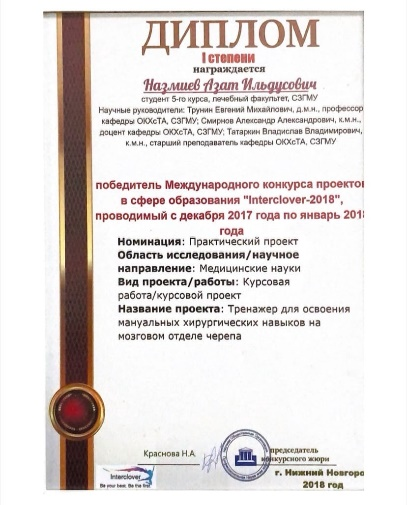 ДИПЛОМ
I степени
награждается
Назмиев Азат Ильдусович
студент 5-го курса, лечебный факультет, СЗГМУ
Научные руководители: Трунин Евгений Михайлович, д.м.н., профессор
кафедры ОКХсТА, СЗГМУ; Смирнов Александр Александрович, к.м.н.,
доцент кафедры ОКХсТА, СЗГМУ; Татаркин Владислав Владимирович,
к.м.н., старший преподаватель кафедры ОКХсТА, СЗГМУ
победитель Международного конкурса проектов
в сфере образования "Interclover-2018",
проводимый с декабря 2017 года по январь 2018
года
Номинация: Практический проект
Область исследования/научное
направление: Медицинские науки
Вид проекта/работы: Курсовая
работа/курсовой проект
Название проекта: Тренажер для освоения
мануальных хирургических навыков на
мозговом отделе черепа
Краснова Н.А.
председатель
конкурсного жюри
Interclover
Be your best. Be the first.
г. Нижний Новгород
2018 год